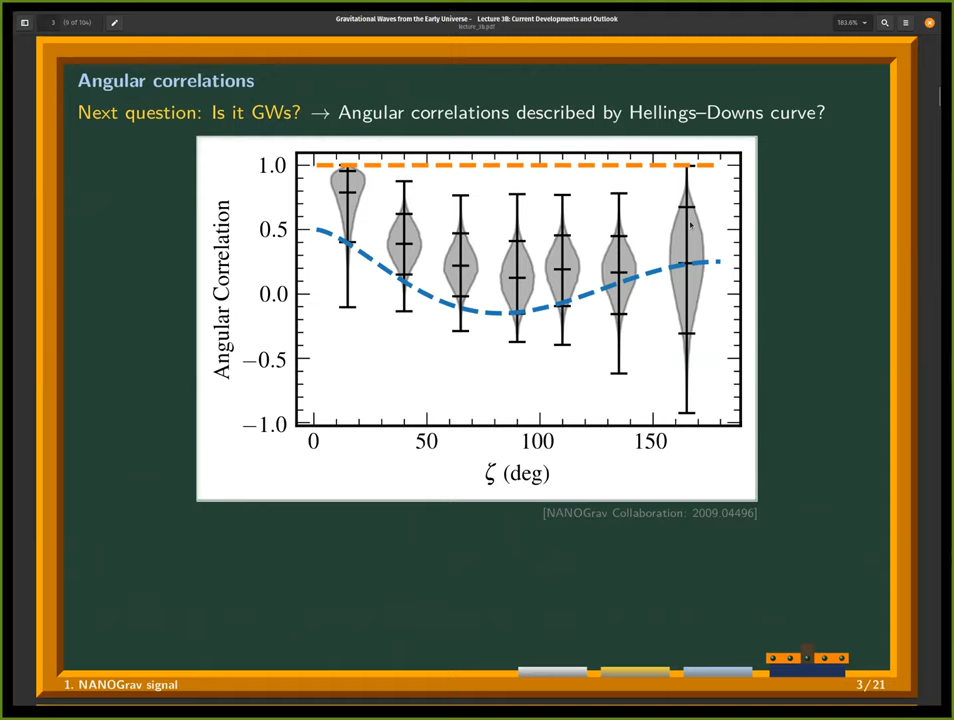 Gravitational Waves from the Early Universe - Lecture 3B: Current Developments and Outlook
lecture_3B.pdf
3 (9 of 104)
183.6%
Angular correlations
Next question: Is it GWs? → Angular correlations described by Hellings–Downs curve?
1.0
0.5
0.0
−0.5
−1.0
Angular Correlation
0 50 100 150
ζ (deg)
[NANOGrav Collaboration: 2009.04496]
1. NANOGrav signal
3/21